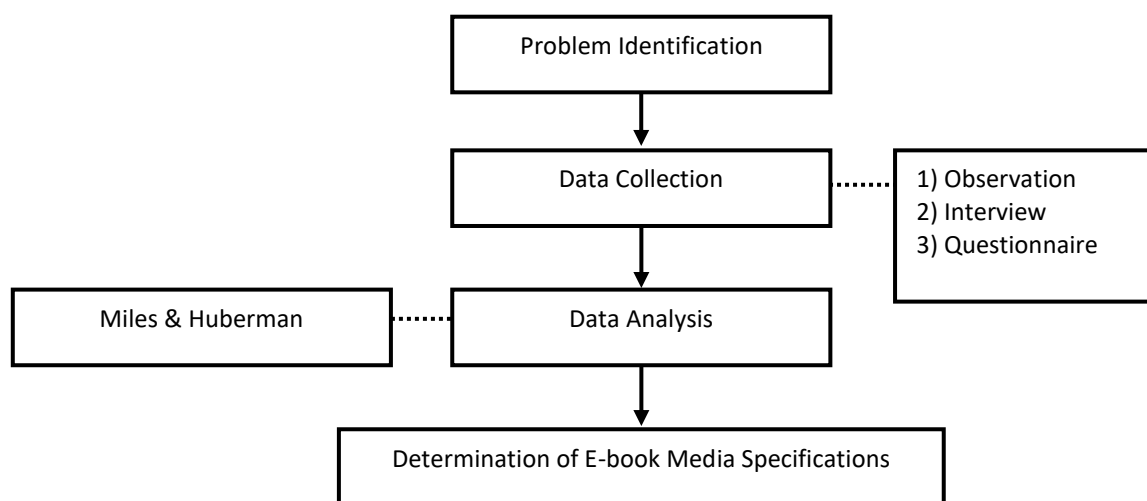 Problem Identification
Data Collection
1) Observation
2) Interview
3) Questionnaire
Miles & Huberman
Data Analysis
Determination of E-book Media Specifications